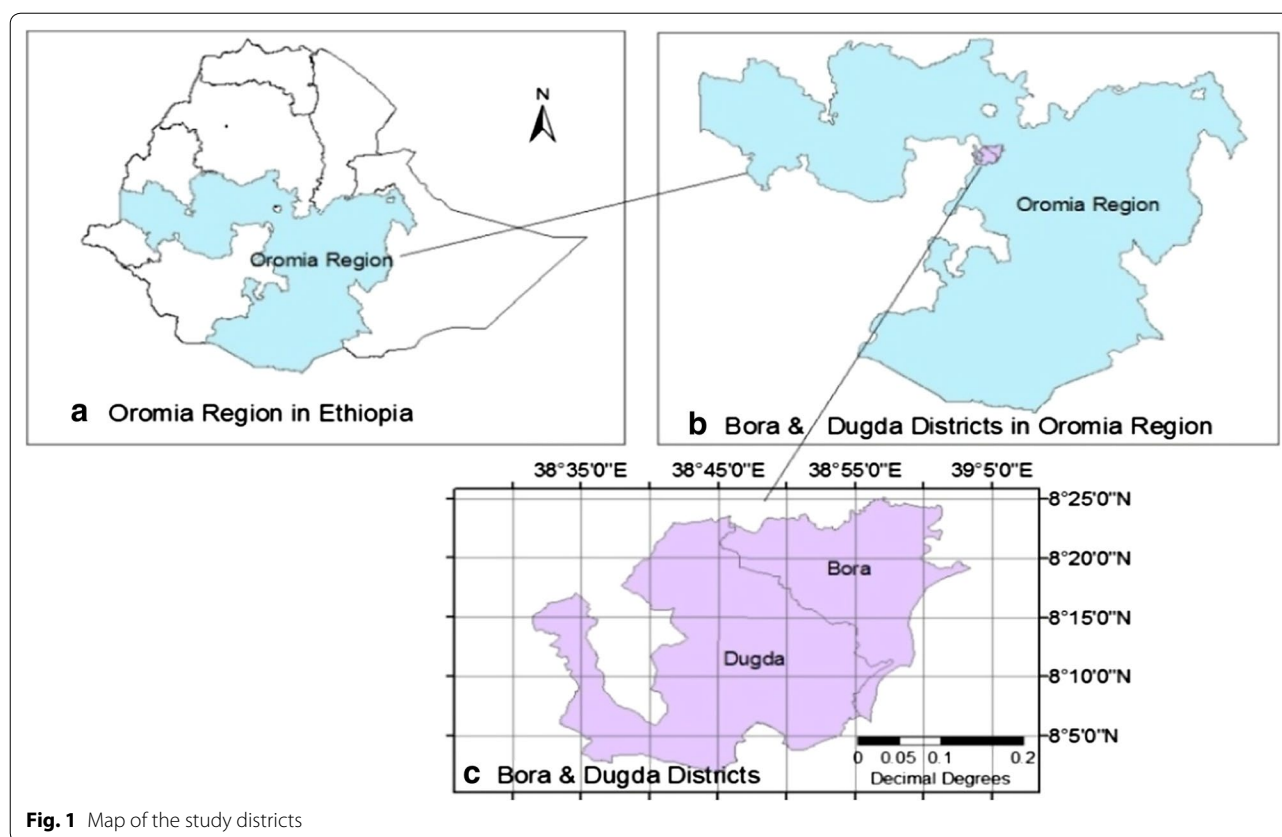 N
Oromia Region
a Oromia Region in Ethiopia
Oromia Region
b Bora & Dugda Districts in Oromia Region
38°35'0"E 38°45'0"E 38°55'0"E 39°5'0"E
8°25'0"N
8°20'0"N
8°15'0"N
8°10'0"N
8°5'0"N
Bora
Dugda
0 0.05 0.1 0.2
Decimal Degrees
c Bora & Dugda Districts
Fig. 1 Map of the study districts